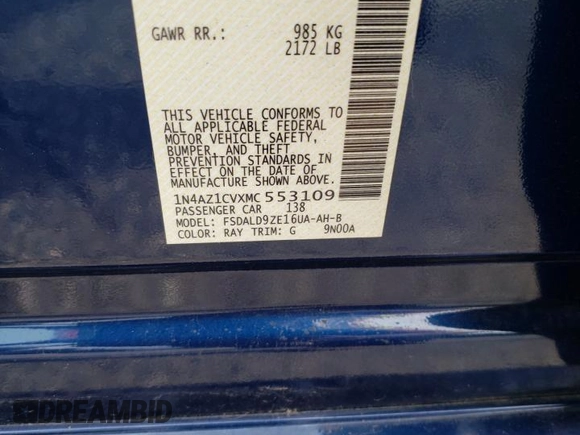 GAWR RR.: 985 KG
2172 LB
THIS VEHICLE CONFORMS TO
ALL APPLICABLE FEDERAL
MOTOR VEHICLE SAFETY,
BUMPER, AND THEFT
PREVENTION STANDARDS IN
EFFECT ON THE DATE OF
MANUFACTURE SHOWN ABOVE.
1N4AZ1CVXMC 553109
PASSENGER CAR 138
MODEL: FSDALD9ZE16UA-AH-B
COLOR: RAY TRIM: G 9N00A
DREAMBID